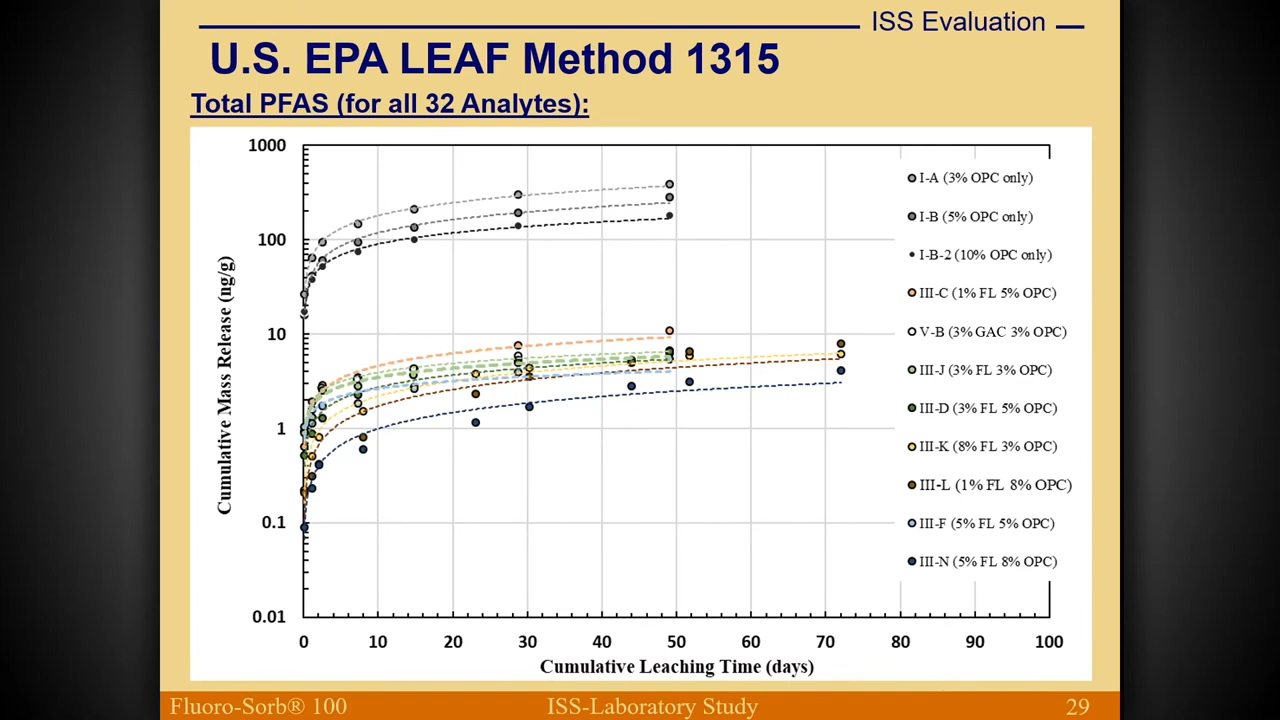 ISS Evaluation
U.S. EPA LEAF Method 1315
Total PFAS (for all 32 Analytes):
1000
100
10
1
0.1
0.01
Cumulative Mass Release (ng/g)
I-A (3% OPC only)
I-B (5% OPC only)
I-B-2 (10% OPC only)
III-C (1% FL 5% OPC)
V-B (3% GAC 3% OPC)
III-J (3% FL 3% OPC)
III-D (3% FL 5% OPC)
III-K (8% FL 3% OPC)
III-L (1% FL 8% OPC)
III-F (5% FL 5% OPC)
III-N (5% FL 8% OPC)
0 10 20 30 40 50 60 70 80 90 100
Cumulative Leaching Time (days)
Fluoro-Sorb® 100 ISS-Laboratory Study 29